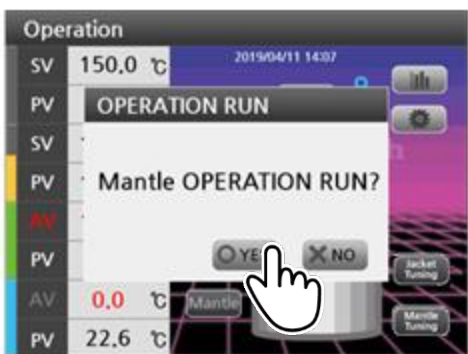 Operation
SV 150.0 ℃
2019/04/11 14:07
PV
OPERATION RUN
SV
PV
Mantle OPERATION RUN?
AV
PV
YES NO
Jacket
Tuning
AV 0.0 ℃
Mantle
Mantle
Tuning
PV 22.6 ℃